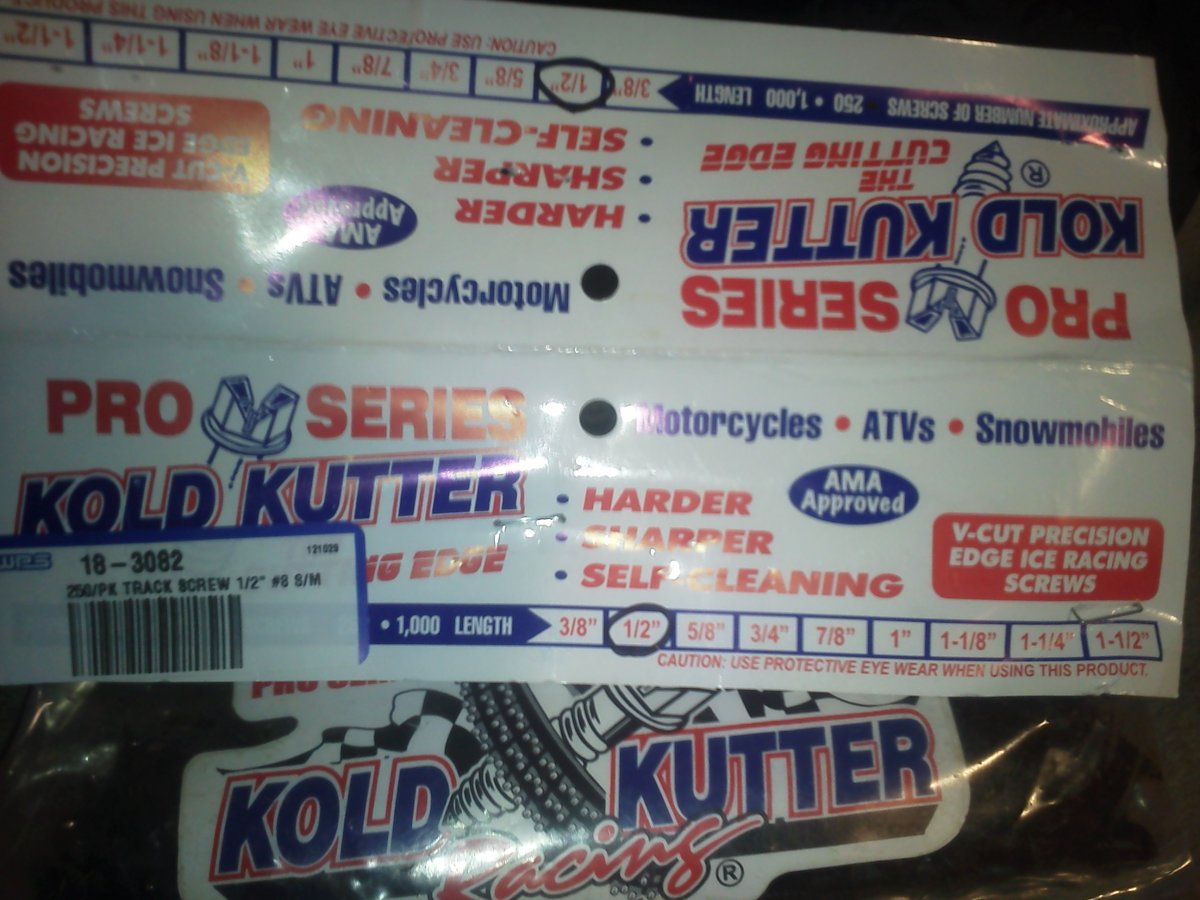 CAUTION: USE PROTECTIVE EYE WEAR WHEN USING THIS PRODUCT.
APPROXIMATE NUMBER OF SCREWS 250 • 1,000 LENGTH 3/8" 1/2" 5/8" 3/4" 7/8" 1" 1-1/8" 1-1/4" 1-1/2"
THE
CUTTING EDGE
• SELF-CLEANING
• SHARPER
• HARDER
V-CUT PRECISION
EDGE ICE RACING
SCREWS
AMA
Approved
KOLD KUTTER ®
PRO SERIES
Motorcycles • ATVs • Snowmobiles
PRO SERIES
Motorcycles • ATVs • Snowmobiles
KOLD KUTTER
AMA
Approved
• HARDER
• SHARPER
• SELF-CLEANING
V-CUT PRECISION
EDGE ICE RACING
SCREWS
NG EDGE
WPS
18-3082
121025
250/PK TRACK SCREW 1/2" #8 S/M
• 1,000 LENGTH 3/8" 1/2" 5/8" 3/4" 7/8" 1" 1-1/8" 1-1/4" 1-1/2"
CAUTION: USE PROTECTIVE EYE WEAR WHEN USING THIS PRODUCT.
KOLD KUTTER
Racing ®